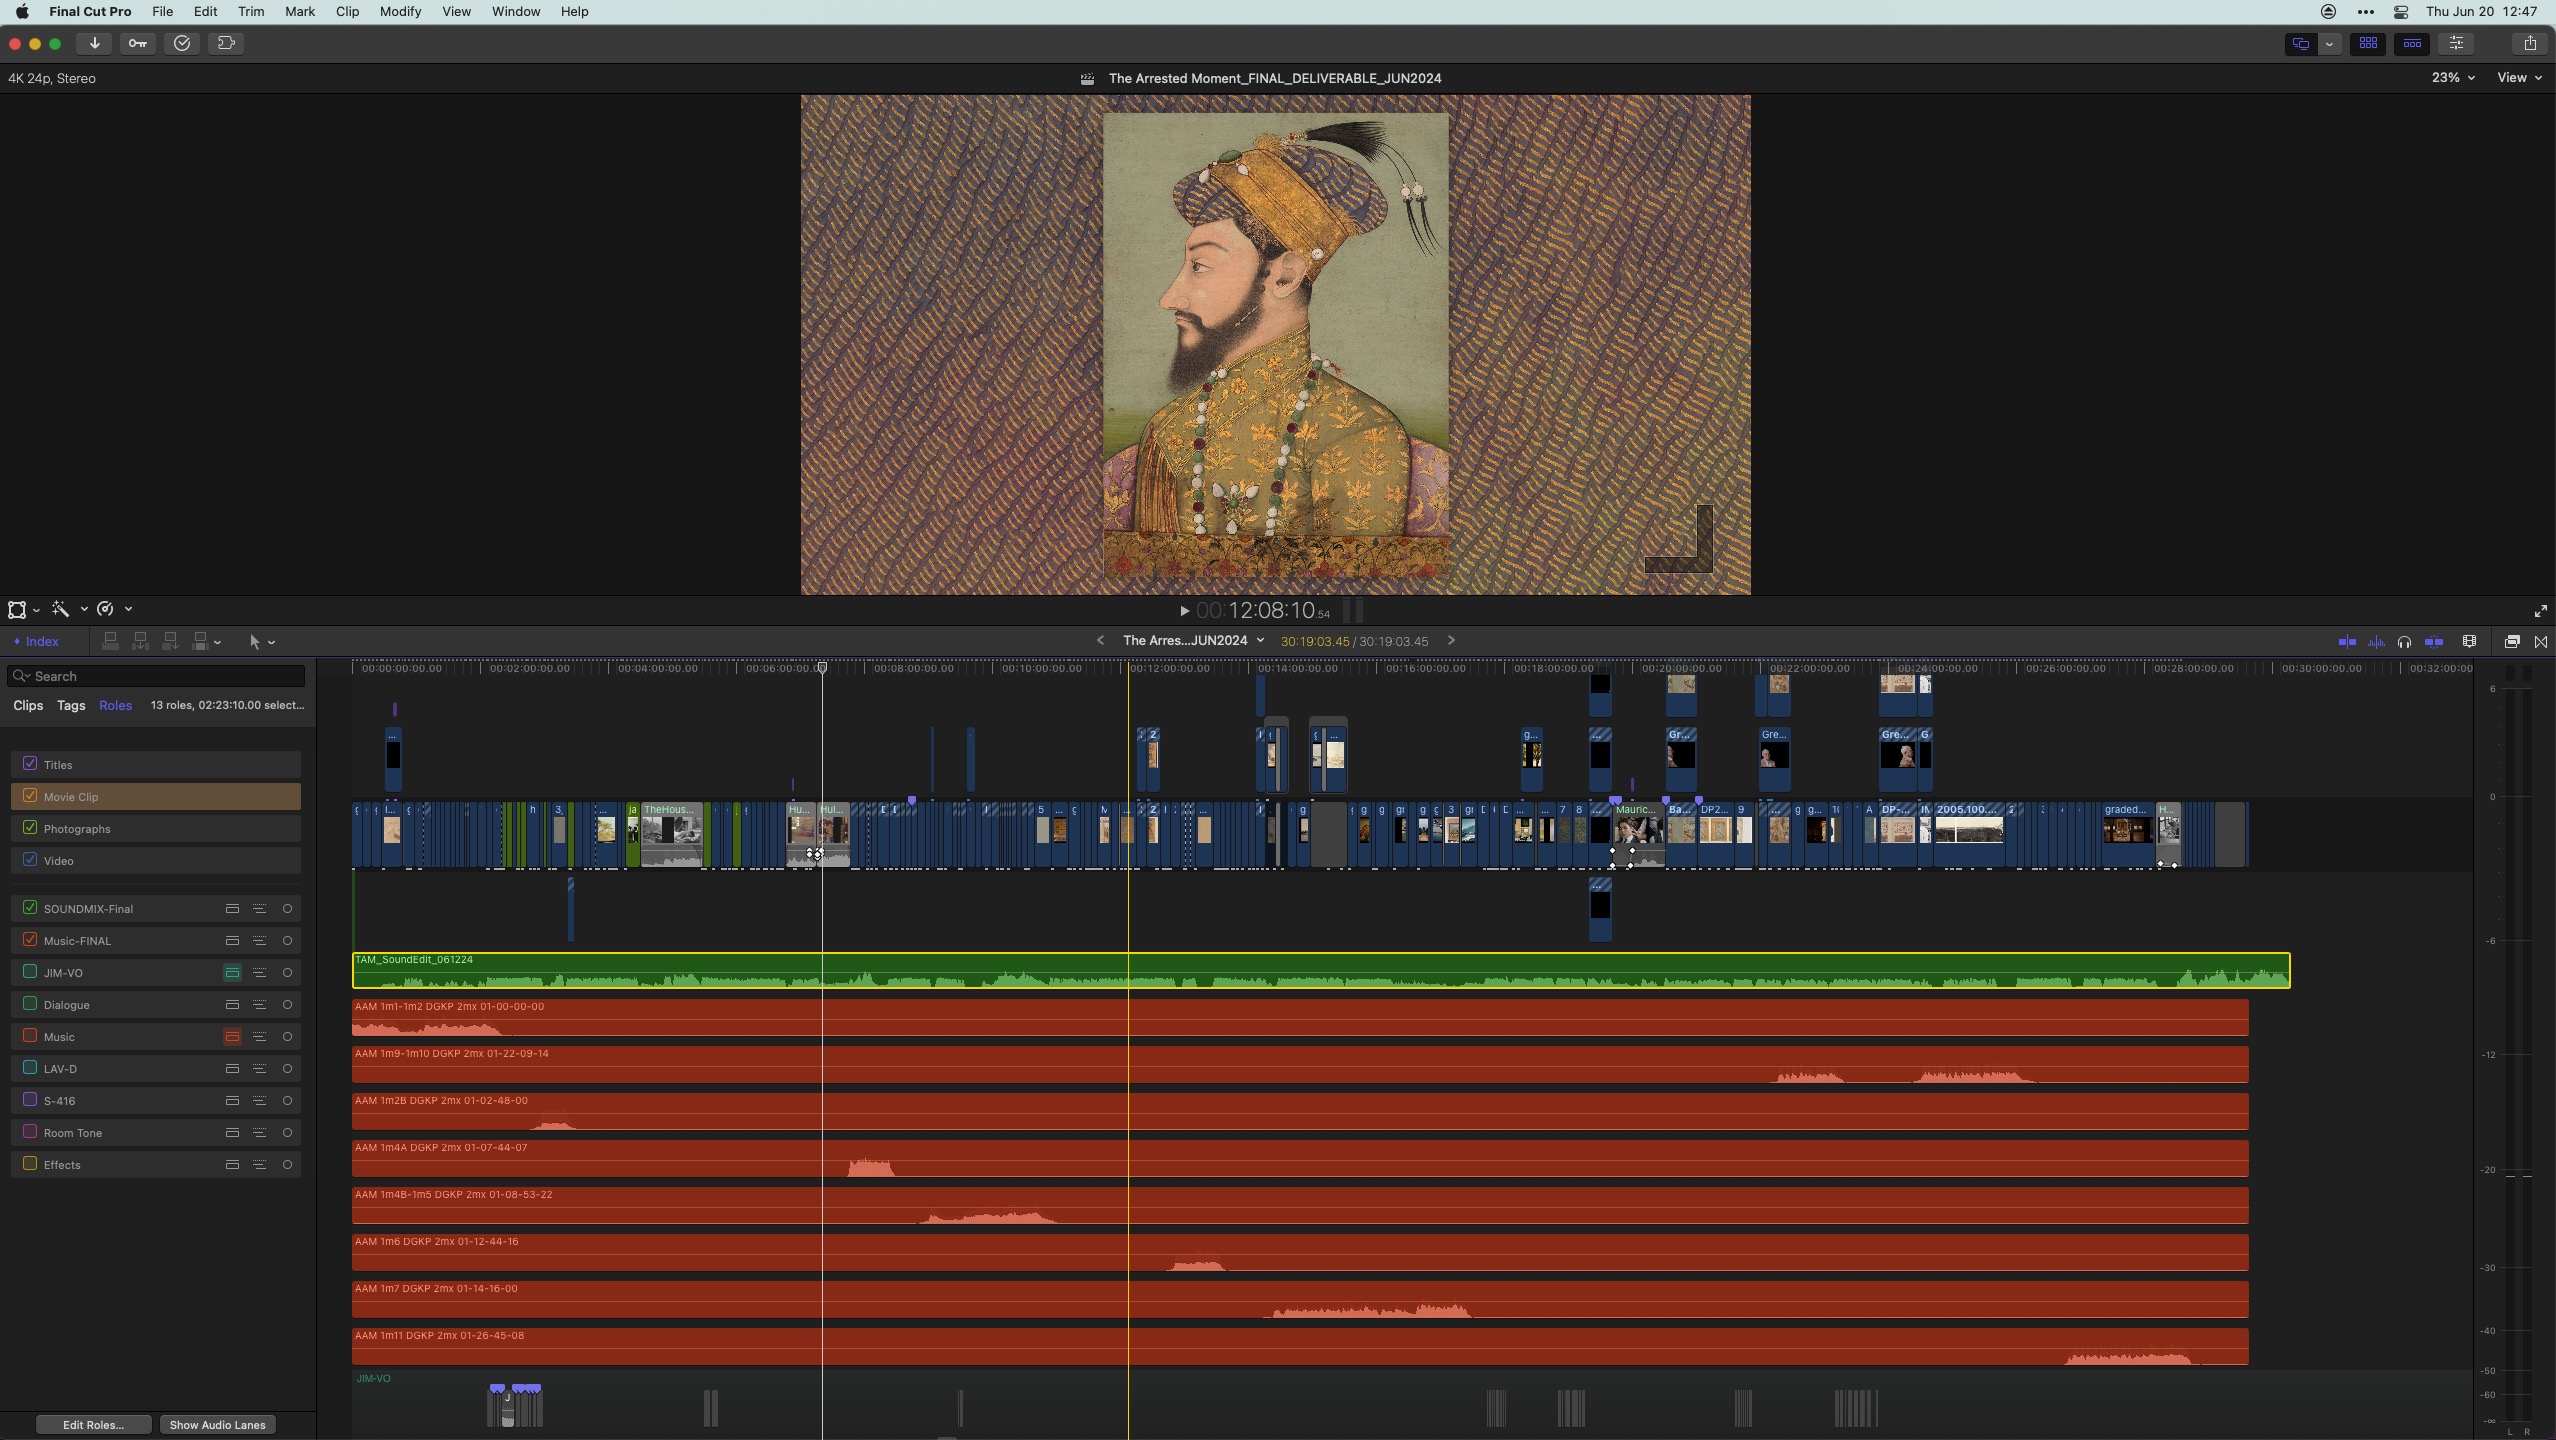 Final Cut Pro File Edit Trim Mark Clip Modify View Window Help Thu Jun 20 12:47
4K 24p, Stereo The Arrested Moment_FINAL_DELIVERABLE_JUN2024 23% View
00:12:08:10.54
Index The Arres...JUN2024 30:19:03.45 / 30:19:03.45
Search
Clips Tags Roles 13 roles, 02:23:10.00 select...
Titles
Movie Clip
Photographs
Video
SOUNDMIX-Final
Music-FINAL
JIM-VO
Dialogue
Music
LAV-D
S-416
Room Tone
Effects
Edit Roles... Show Audio Lanes
00:00:00:00.00 00:02:00:00.00 00:04:00:00.00 00:06:00:00.0 00:08:00:00.00 00:10:00:00.00 00:12:00:00.00 00:14:00:00.00 00:16:00:00.00 00:18:00:00.00 00:20:00:00.00 00:22:00:00.00 00:24:00:00.00 00:26:00:00.00 00:28:00:00.00 00:30:00:00.00 00:32:00:00
... 2 ... g... ... Gr... Gre... Gre... G
h 3 ... ja TheHous... Hu... Hul... 5 ... g M ... 2 ... 3 7 8 ... Mauric... Ba... DP2... 9 ... g g... A DP-... 2005.100... graded... H...
...
TAM_SoundEdit_061224
AAM 1m1-1m2 DGKP 2mx 01-00-00-00
AAM 1m9-1m10 DGKP 2mx 01-22-09-14
AAM 1m2B DGKP 2mx 01-02-48-00
AAM 1m4A DGKP 2mx 01-07-44-07
AAM 1m4B-1m5 DGKP 2mx 01-08-53-22
AAM 1m6 DGKP 2mx 01-12-44-16
AAM 1m7 DGKP 2mx 01-14-16-00
AAM 1m11 DGKP 2mx 01-26-45-08
JIM-VO
J
6
0
-6
-12
-20
-30
-40
-50
-60
-∞
L R